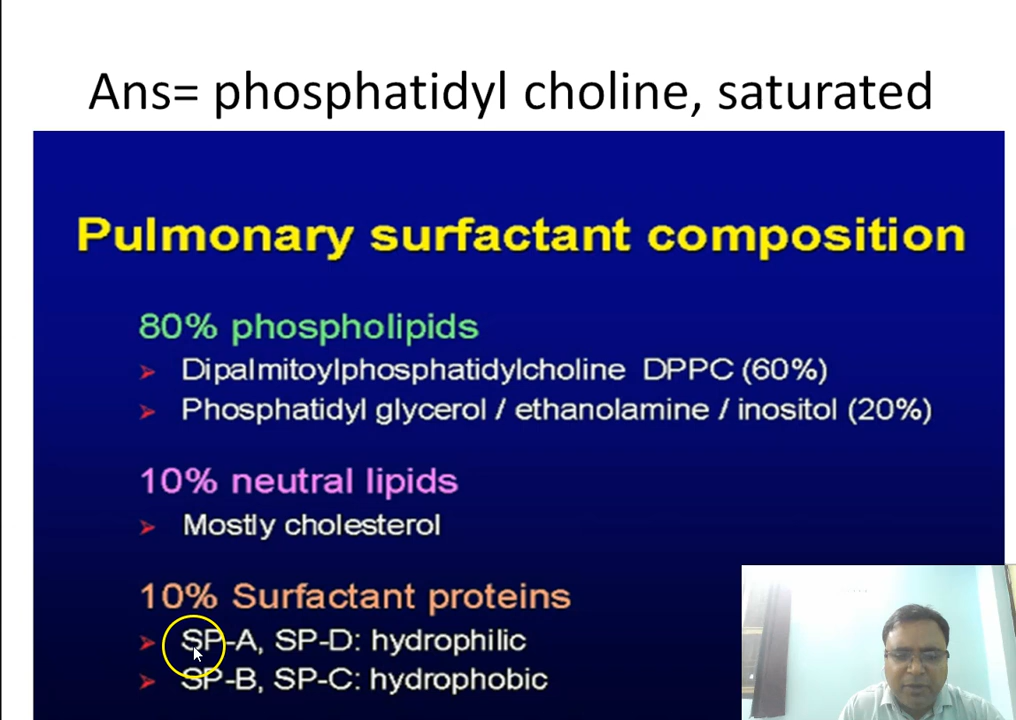 Ans= phosphatidyl choline, saturated
Pulmonary surfactant composition
80% phospholipids
➢ Dipalmitoylphosphatidylcholine DPPC (60%)
➢ Phosphatidyl glycerol / ethanolamine / inositol (20%)
10% neutral lipids
➢ Mostly cholesterol
10% Surfactant proteins
➢ SP-A, SP-D: hydrophilic
➢ SP-B, SP-C: hydrophobic